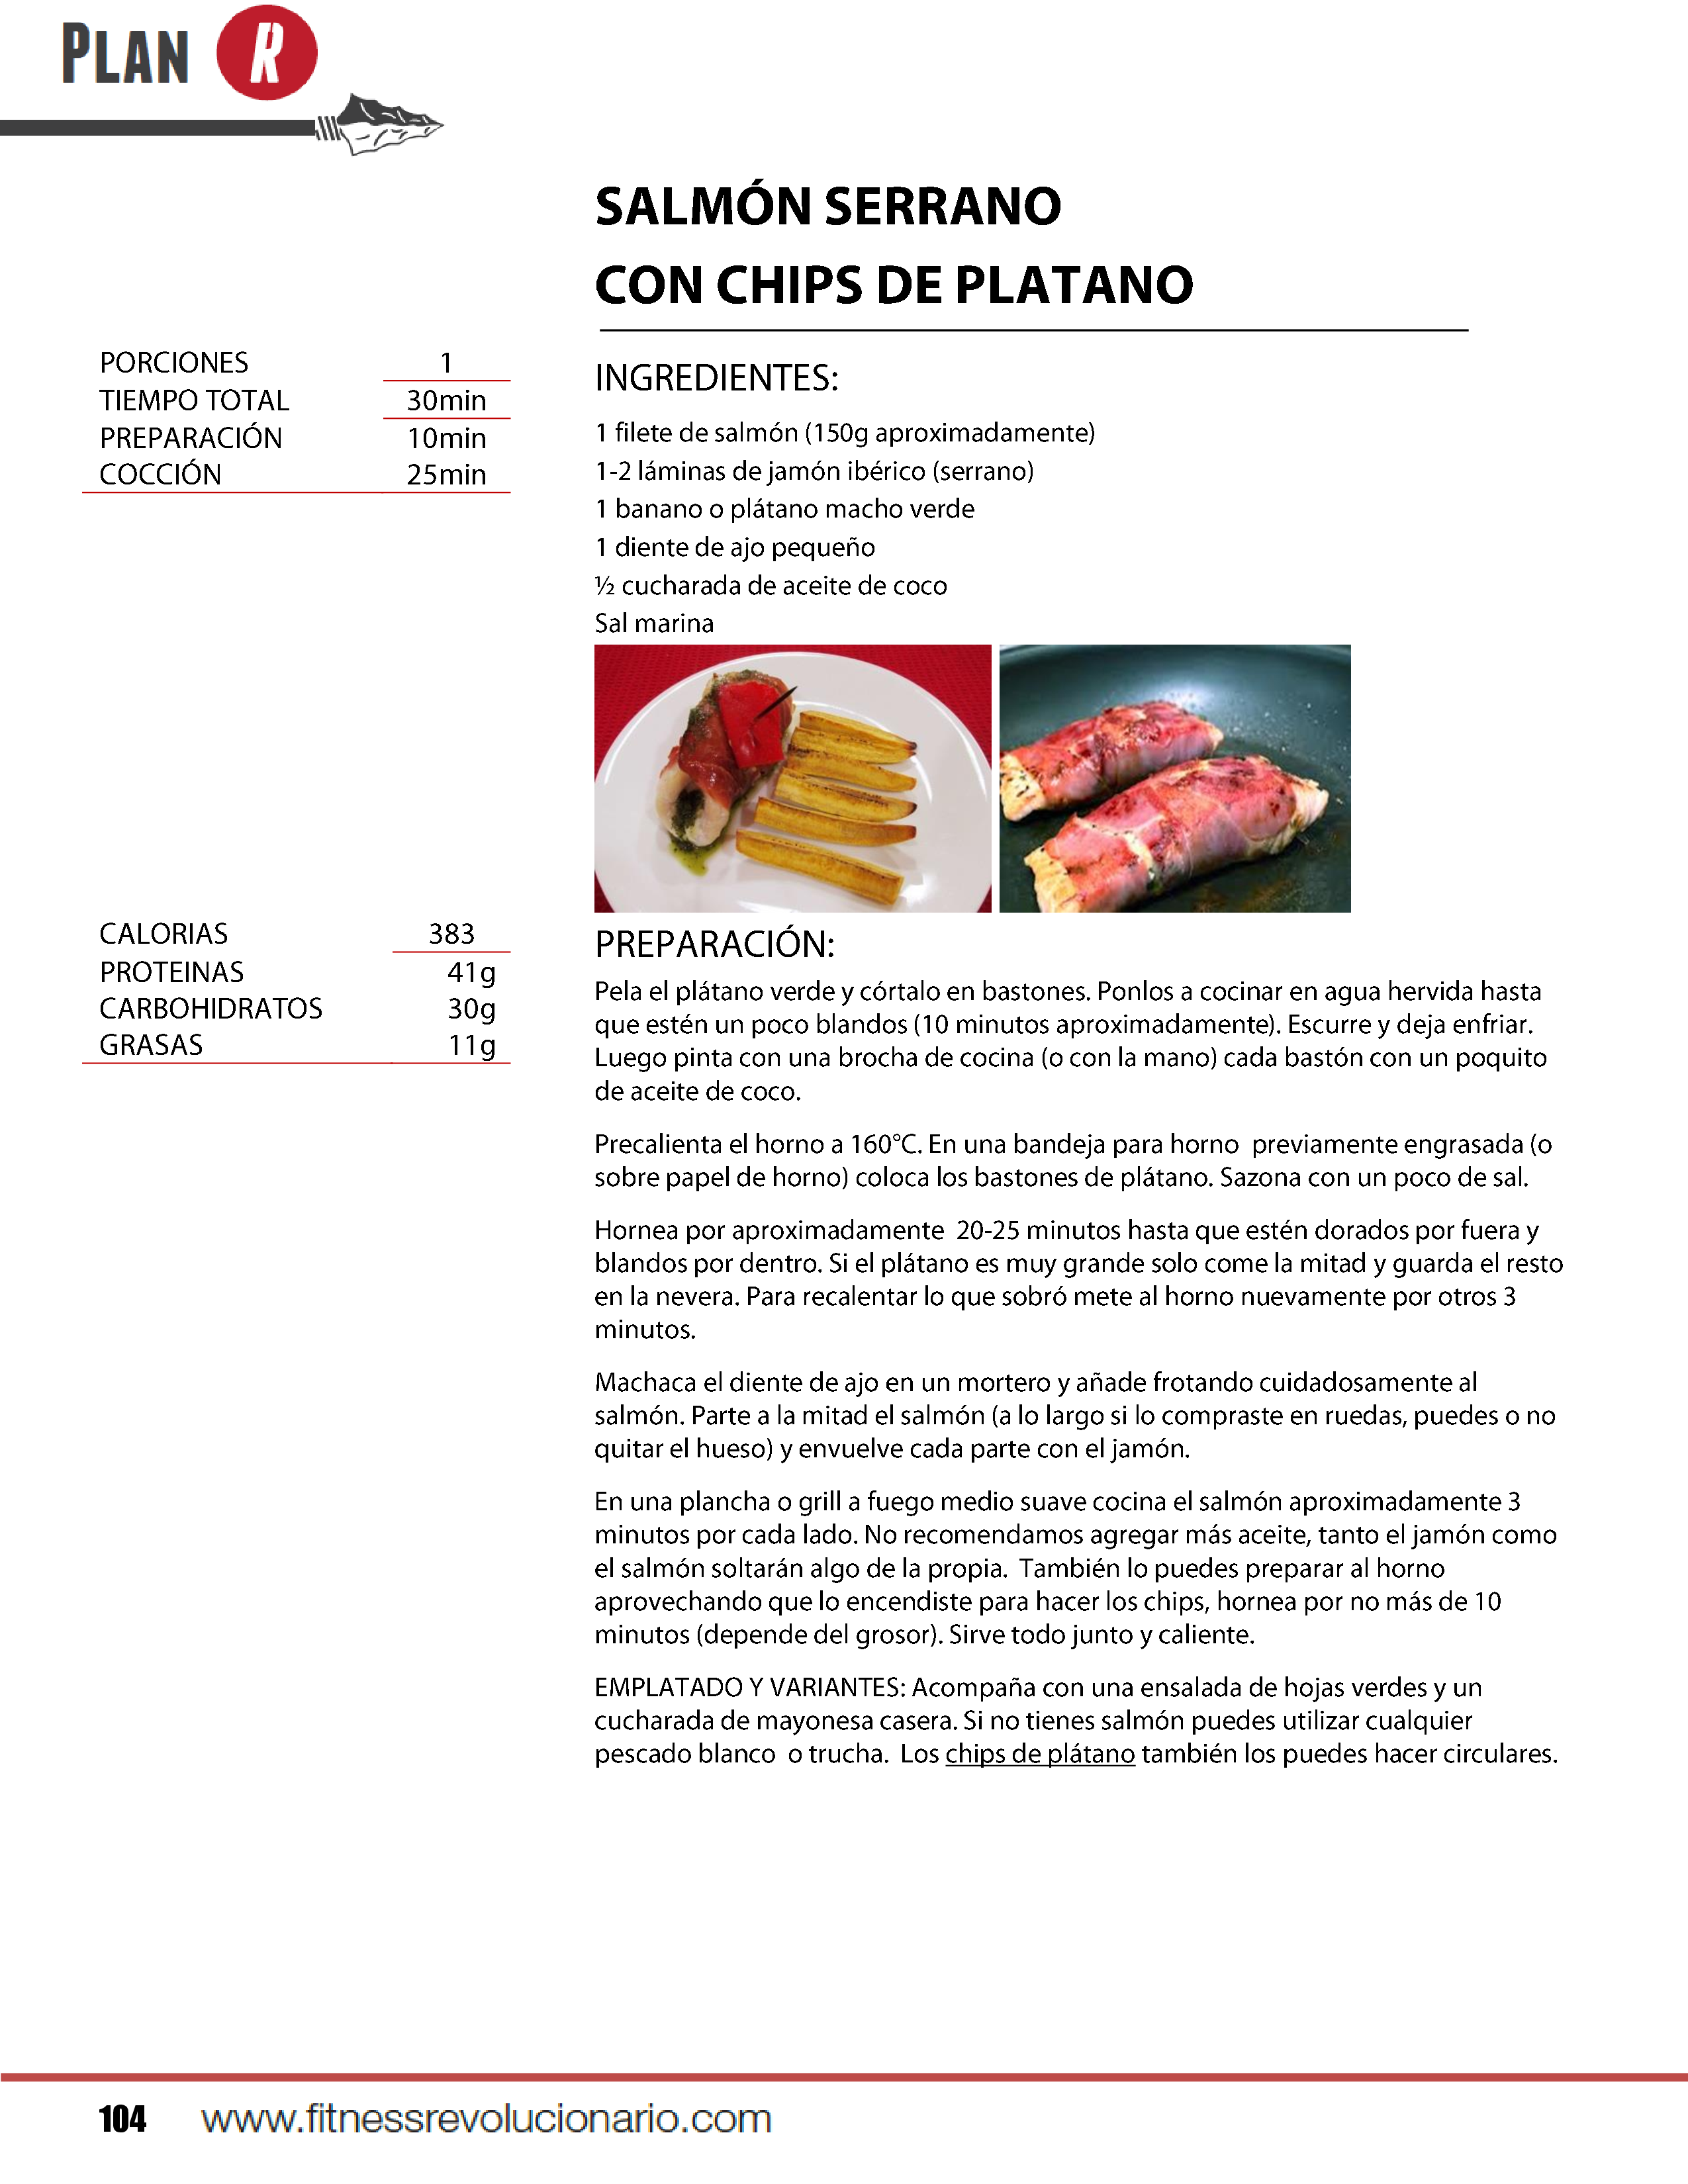 PLAN R
SALMÓN SERRANO
CON CHIPS DE PLATANO
PORCIONES 1
TIEMPO TOTAL 30min
PREPARACIÓN 10min
COCCIÓN 25min
INGREDIENTES:
1 filete de salmón (150g aproximadamente)
1-2 láminas de jamón ibérico (serrano)
1 banano o plátano macho verde
1 diente de ajo pequeño
½ cucharada de aceite de coco
Sal marina
CALORIAS 383
PROTEINAS 41g
CARBOHIDRATOS 30g
GRASAS 11g
PREPARACIÓN:
Pela el plátano verde y córtalo en bastones. Ponlos a cocinar en agua hervida hasta
que estén un poco blandos (10 minutos aproximadamente). Escurre y deja enfriar.
Luego pinta con una brocha de cocina (o con la mano) cada bastón con un poquito
de aceite de coco.
Precalienta el horno a 160°C. En una bandeja para horno previamente engrasada (o
sobre papel de horno) coloca los bastones de plátano. Sazona con un poco de sal.
Hornea por aproximadamente 20-25 minutos hasta que estén dorados por fuera y
blandos por dentro. Si el plátano es muy grande solo come la mitad y guarda el resto
en la nevera. Para recalentar lo que sobró mete al horno nuevamente por otros 3
minutos.
Machaca el diente de ajo en un mortero y añade frotando cuidadosamente al
salmón. Parte a la mitad el salmón (a lo largo si lo compraste en ruedas, puedes o no
quitar el hueso) y envuelve cada parte con el jamón.
En una plancha o grill a fuego medio suave cocina el salmón aproximadamente 3
minutos por cada lado. No recomendamos agregar más aceite, tanto el jamón como
el salmón soltarán algo de la propia. También lo puedes preparar al horno
aprovechando que lo encendiste para hacer los chips, hornea por no más de 10
minutos (depende del grosor). Sirve todo junto y caliente.
EMPLATADO Y VARIANTES: Acompaña con una ensalada de hojas verdes y un
cucharada de mayonesa casera. Si no tienes salmón puedes utilizar cualquier
pescado blanco o trucha. Los chips de plátano también los puedes hacer circulares.
104 www.fitnessrevolucionario.com